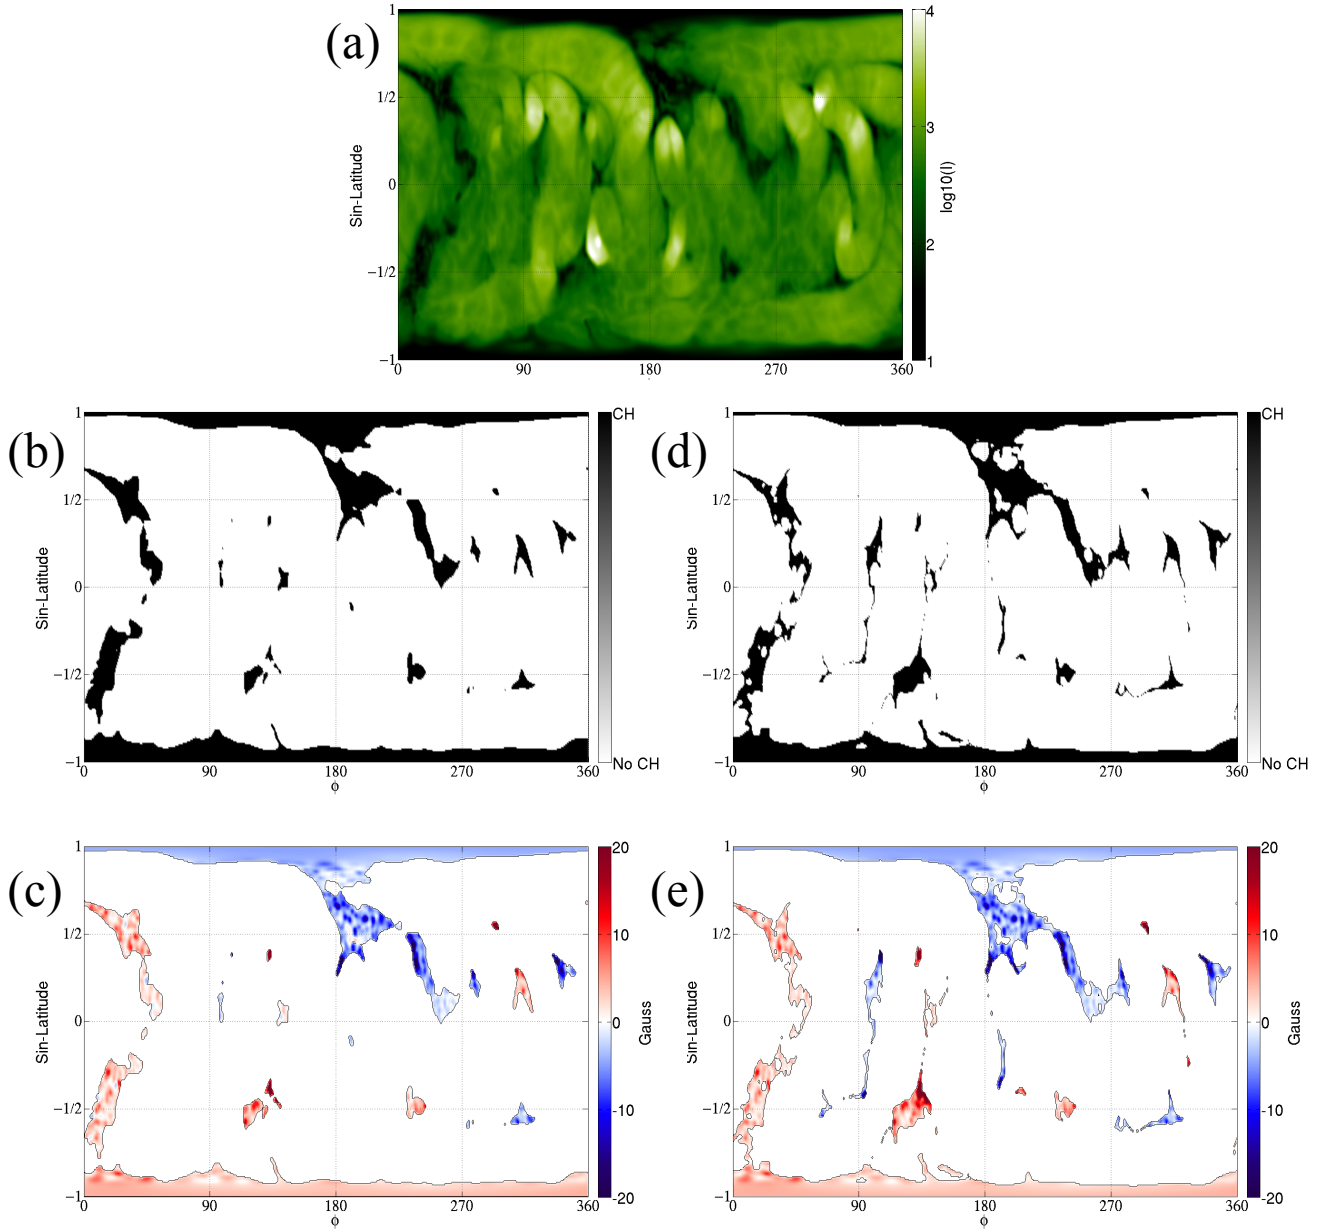 (a)
1
1/2
0
−1/2
−1
Sin-Latitude
0 90 180 270 360
4
3
2
1
log10(I)
(b)
1
1/2
0
−1/2
−1
Sin-Latitude
0 90 180 270 360
ϕ
CH
No CH
(d)
1
1/2
0
−1/2
−1
Sin-Latitude
0 90 180 270 360
ϕ
CH
No CH
(c)
1
1/2
0
−1/2
−1
Sin-Latitude
0 90 180 270 360
ϕ
20
10
0
-10
-20
Gauss
(e)
1
1/2
0
−1/2
−1
Sin-Latitude
0 90 180 270 360
ϕ
20
10
0
-10
-20
Gauss